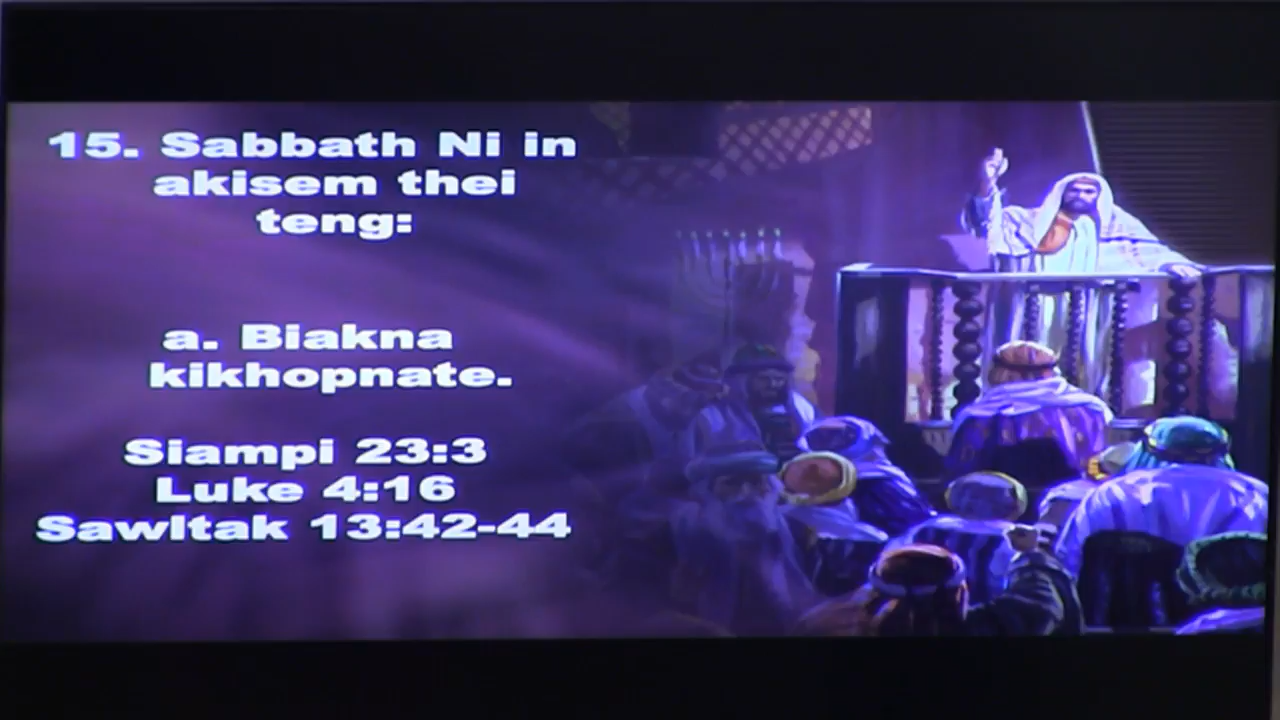 15. Sabbath Ni in
akisem thei
teng:
a. Biakna
kikhopnate.
Siampi 23:3
Luke 4:16
Sawltak 13:42-44